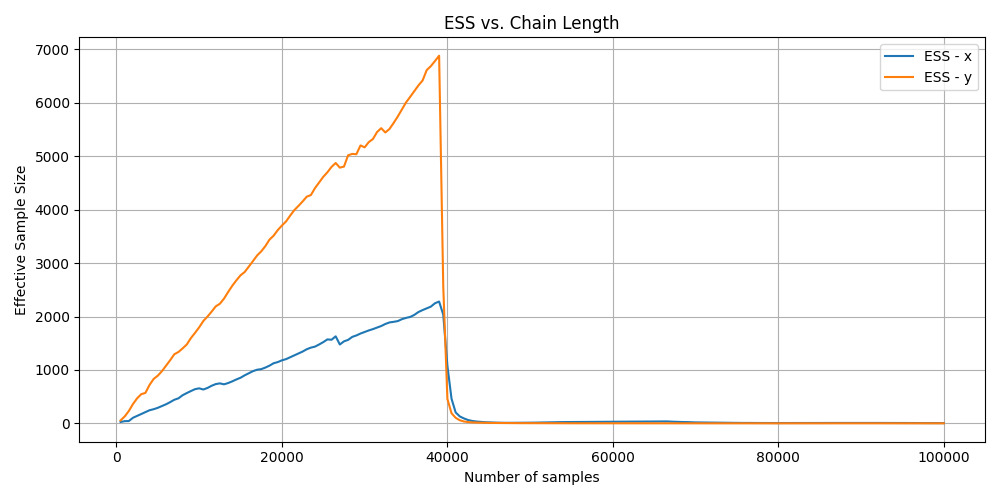 ESS vs. Chain Length
ESS - x
ESS - y
Effective Sample Size
7000
6000
5000
4000
3000
2000
1000
0
0
20000
40000
60000
80000
100000
Number of samples